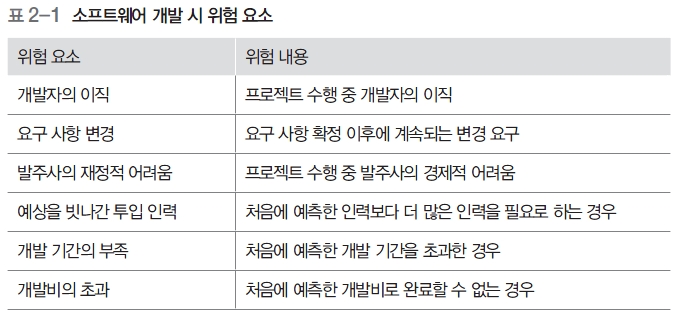 표 2-1 소프트웨어 개발 시 위험 요소
위험 요소 위험 내용
개발자의 이직 프로젝트 수행 중 개발자의 이직
요구 사항 변경 요구 사항 확정 이후에 계속되는 변경 요구
발주사의 재정적 어려움 프로젝트 수행 중 발주사의 경제적 어려움
예상을 빗나간 투입 인력 처음에 예측한 인력보다 더 많은 인력을 필요로 하는 경우
개발 기간의 부족 처음에 예측한 개발 기간을 초과한 경우
개발비의 초과 처음에 예측한 개발비로 완료할 수 없는 경우